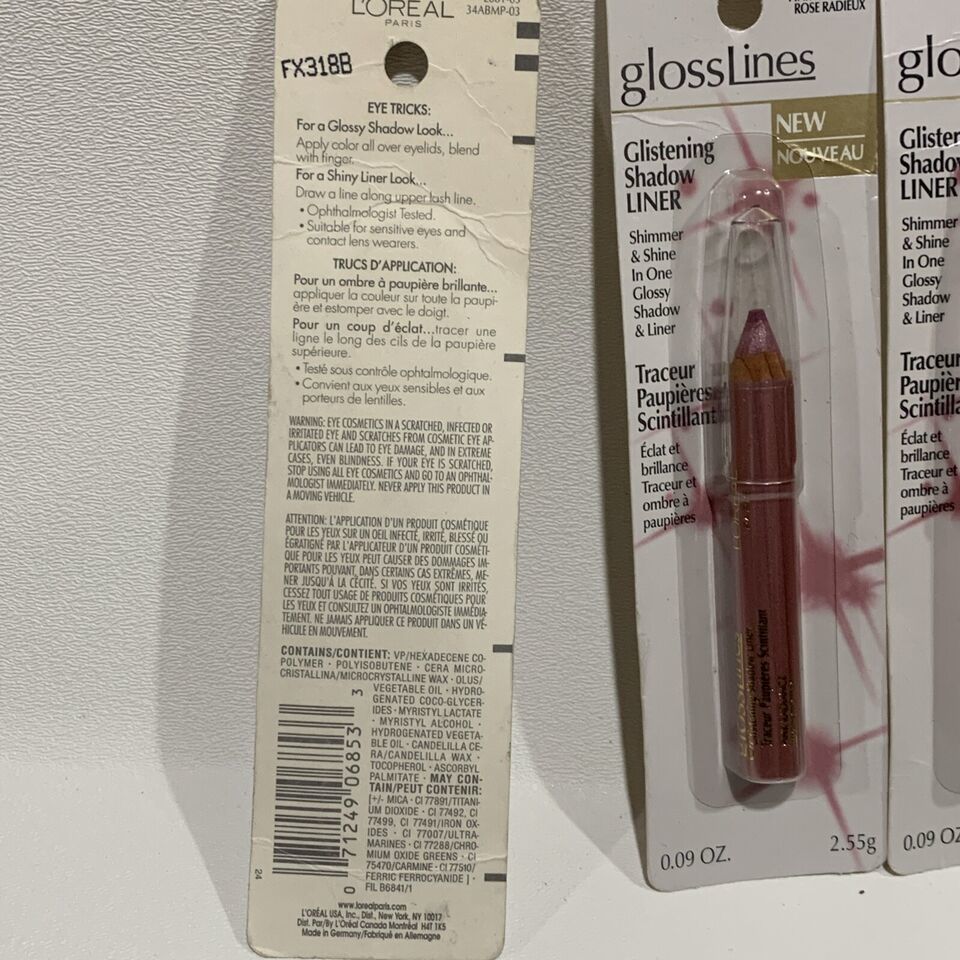 L'ORÉAL
PARIS
34ABMP-03
FX318B
EYE TRICKS:
For a Glossy Shadow Look...
Apply color all over eyelids, blend
with finger.
For a Shiny Liner Look...
Draw a line along upper lash line.
• Ophthalmologist Tested.
• Suitable for sensitive eyes and
contact lens wearers.
TRUCS D'APPLICATION:
Pour un ombre à paupière brillante...
appliquer la couleur sur toute la paupi-
ère et estomper avec le doigt.
Pour un coup d'éclat...tracer une
ligne le long des cils de la paupière
supérieure.
• Testé sous contrôle ophtalmologique.
• Convient aux yeux sensibles et aux
porteurs de lentilles.
WARNING: EYE COSMETICS IN A SCRATCHED, INFECTED OR
IRRITATED EYE AND SCRATCHES FROM COSMETIC EYE AP-
PLICATORS CAN LEAD TO EYE DAMAGE, AND IN EXTREME
CASES, EVEN BLINDNESS. IF YOUR EYE IS SCRATCHED,
STOP USING ALL EYE COSMETICS AND GO TO AN OPHTHAL-
MOLOGIST IMMEDIATELY. NEVER APPLY THIS PRODUCT IN
A MOVING VEHICLE.
ATTENTION: L'APPLICATION D'UN PRODUIT COSMÉTIQUE
POUR LES YEUX SUR UN OEIL INFECTÉ, IRRITÉ, BLESSÉ OU
ÉGRATIGNÉ PAR L'APPLICATEUR D'UN PRODUIT COSMÉTI-
QUE POUR LES YEUX PEUT CAUSER DES DOMMAGES IM-
PORTANTS POUVANT, DANS CERTAINS CAS EXTRÊMES, ME-
NER JUSQU'À LA CÉCITÉ. SI VOS YEUX SONT IRRITÉS,
CESSEZ TOUT USAGE DE PRODUITS COSMÉTIQUES POUR
LES YEUX ET CONSULTEZ UN OPHTALMOLOGISTE IMMÉDIA-
TEMENT. NE JAMAIS APPLIQUER CE PRODUIT DANS UN VÉ-
HICULE EN MOUVEMENT.
CONTAINS/CONTIENT: VP/HEXADECENE CO-
POLYMER · POLYISOBUTENE · CERA MICRO-
CRISTALLINA/MICROCRYSTALLINE WAX · OLUS/
VEGETABLE OIL · HYDRO-
GENATED COCO-GLYCER-
IDES · MYRISTYL LACTATE
· MYRISTYL ALCOHOL ·
HYDROGENATED VEGETA-
BLE OIL · CANDELILLA CE-
RA/CANDELILLA WAX ·
TOCOPHEROL · ASCORBYL
PALMITATE · MAY CON-
TAIN/PEUT CONTENIR:
[+/- MICA · CI 77891/TITANI-
UM DIOXIDE · CI 77492, CI
77499, CI 77491/IRON OX-
IDES · CI 77007/ULTRA-
MARINES · CI 77288/CHRO-
MIUM OXIDE GREENS · CI
75470/CARMINE · CI 77510/
FERRIC FERROCYANIDE ] ·
FIL B6841/1
0 71249 06853 3
24
www.lorealparis.com
L'ORÉAL USA, Inc., Dist., New York, NY 10017
Dist. Par/By L'Oréal Canada Montréal H4T 1K5
Made in Germany/Fabriqué en Allemagne
ROSE RADIEUX
glossLines
NEW
NOUVEAU
Glistening
Shadow
LINER
Shimmer
& Shine
In One
Glossy
Shadow
& Liner
Traceur
Paupières
Scintillant
Éclat et
brillance
Traceur et
ombre à
paupières
GLOSSLINES
Glistening Shadow Liner
Traceur Paupières Scintillant
0.09 OZ.
2.55g
glo
Glister
Shadow
LINER
Shimmer
& Shine
In One
Glossy
Shadow
& Liner
Traceur
Paupièr
Scintilla
Éclat et
brillance
Traceur et
ombre à
paupières
0.09 OZ